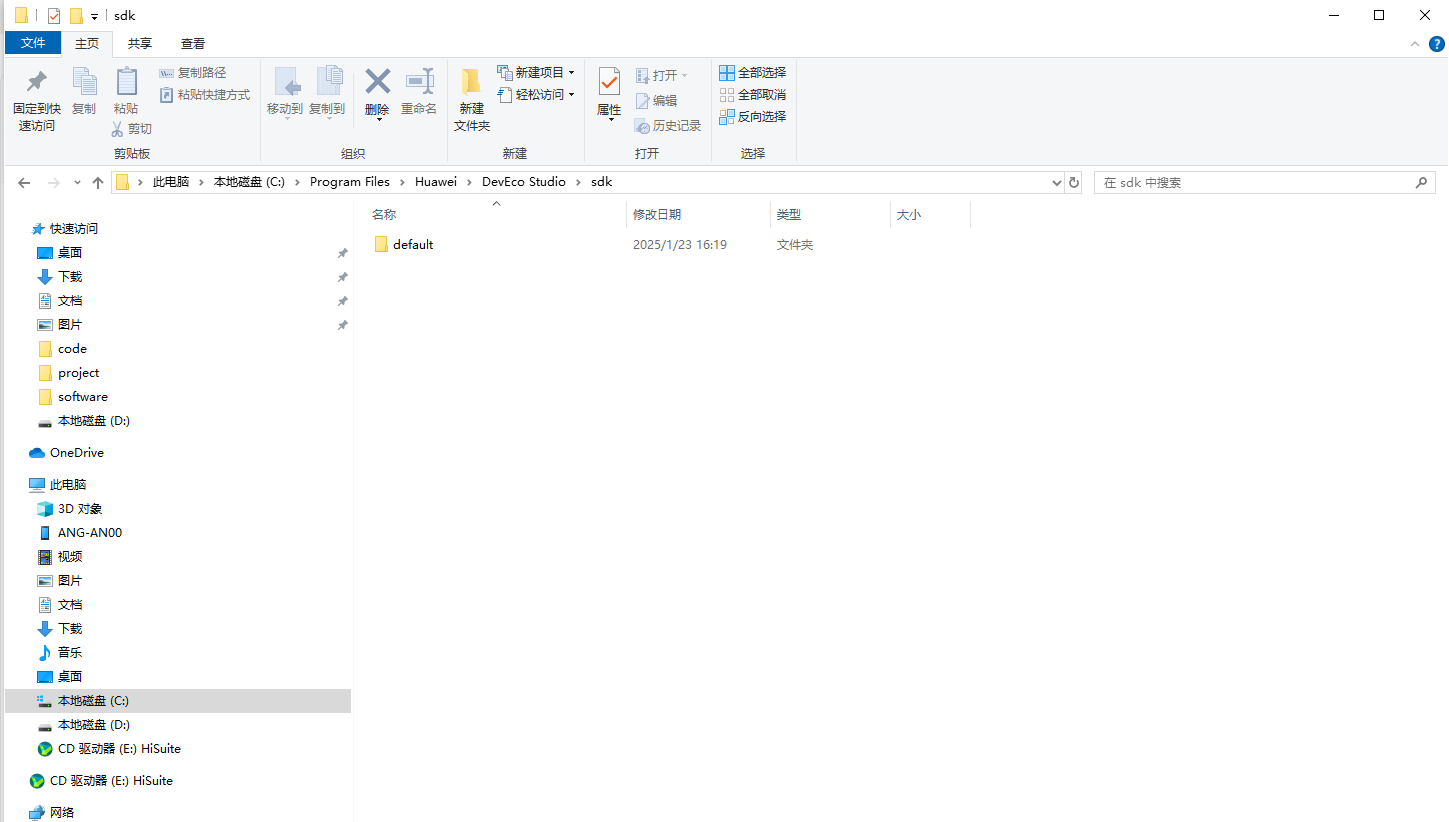 sdk
文件 主页 共享 查看
固定到快速访问
复制
粘贴
复制路径
粘贴快捷方式
剪切
剪贴板
移动到
复制到
删除
重命名
组织
新建文件夹
新建项目
轻松访问
新建
属性
打开
编辑
历史记录
打开
全部选择
全部取消
反向选择
选择
此电脑 › 本地磁盘 (C:) › Program Files › Huawei › DevEco Studio › sdk
在 sdk 中搜索
快速访问
桌面
下载
文档
图片
code
project
software
本地磁盘 (D:)
OneDrive
此电脑
3D 对象
ANG-AN00
视频
图片
文档
下载
音乐
桌面
本地磁盘 (C:)
本地磁盘 (D:)
CD 驱动器 (E:) HiSuite
CD 驱动器 (E:) HiSuite
网络
名称 修改日期 类型 大小
default 2025/1/23 16:19 文件夹